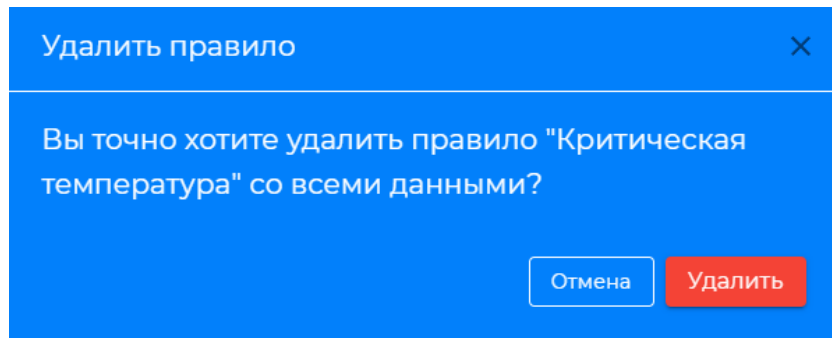 Удалить правило
Вы точно хотите удалить правило "Критическая
температура" со всеми данными?
Отмена
Удалить